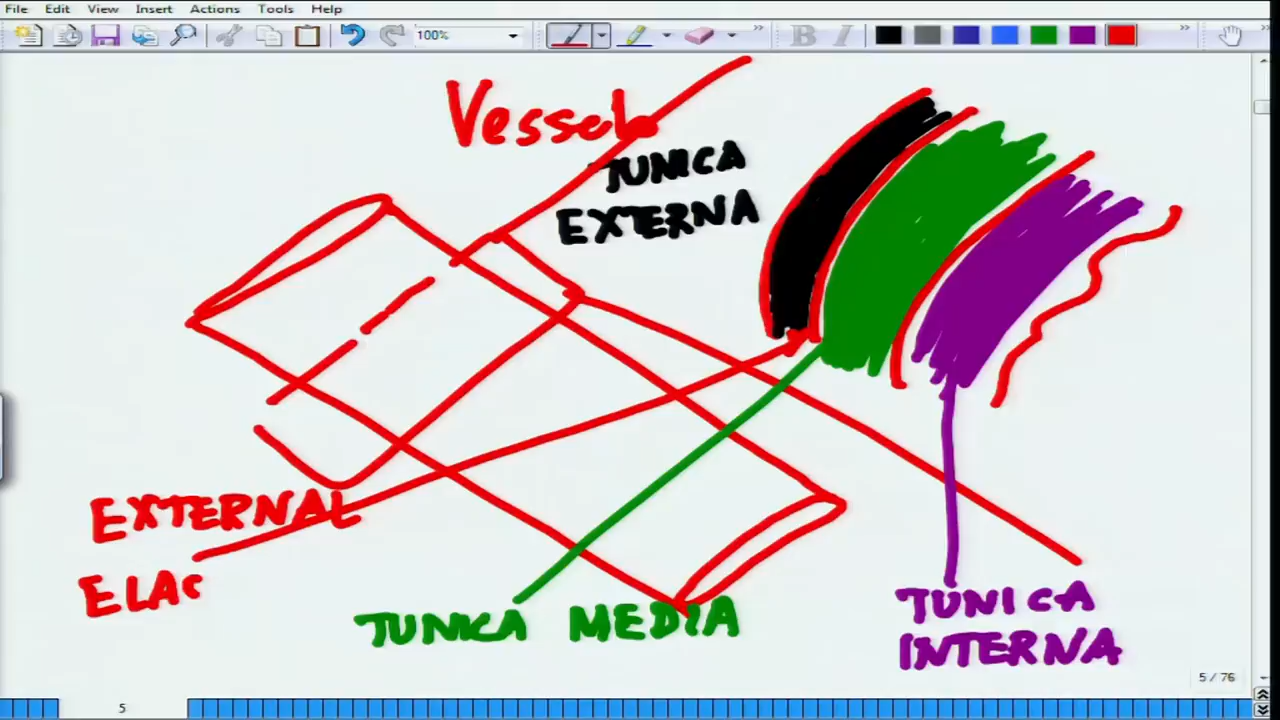 File Edit View Insert Actions Tools Help
100%
B I
Vessel
TUNICA
EXTERNA
EXTERNAL
ELAC
TUNICA MEDIA
TUNICA
INTERNA
5 / 76
5